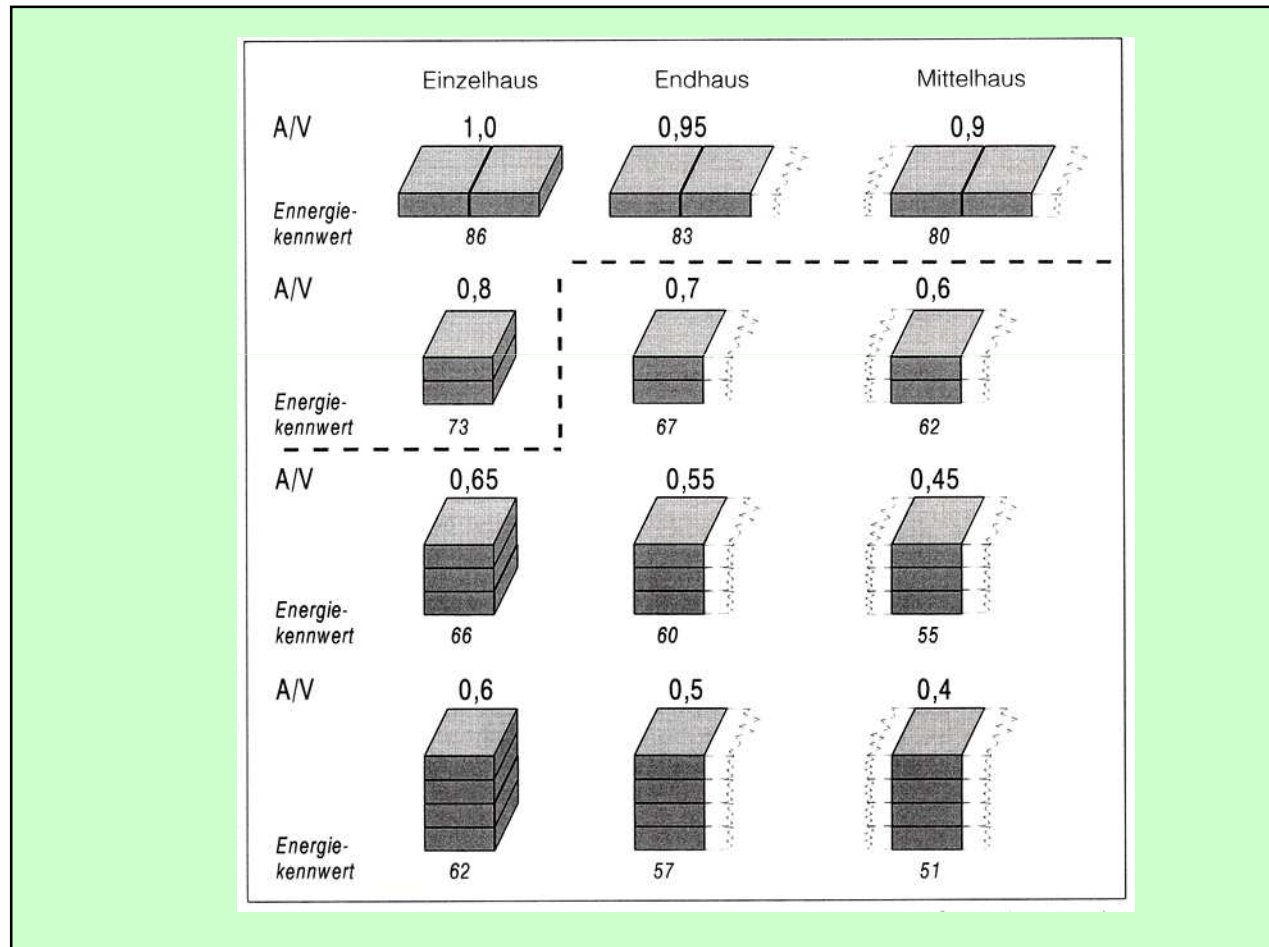 Einzelhaus Endhaus Mittelhaus
A/V 1,0 0,95 0,9
Ennergie-
kennwert 86 83 80
A/V 0,8 0,7 0,6
Energie-
kennwert 73 67 62
A/V 0,65 0,55 0,45
Energie-
kennwert 66 60 55
A/V 0,6 0,5 0,4
Energie-
kennwert 62 57 51